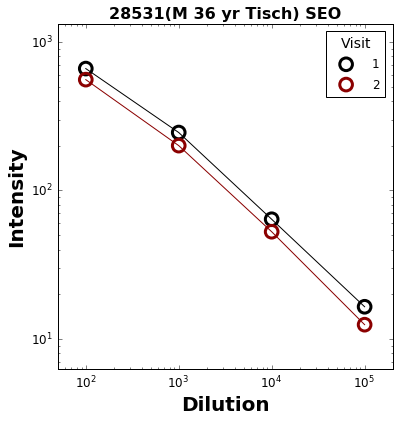 28531(M 36 yr Tisch) SEO
Visit
1
2
Intensity
10³
10²
10¹
10² 10³ 10⁴ 10⁵
Dilution